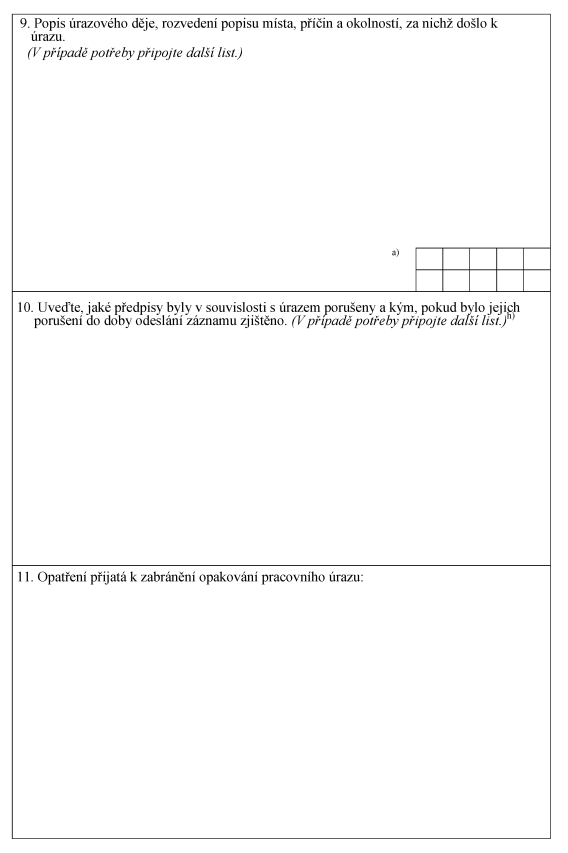 9. Popis úrazového děje, rozvedení popisu místa, příčin a okolností, za nichž došlo k
úrazu.
(V případě potřeby připojte další list.)
a)
10. Uveďte, jaké předpisy byly v souvislosti s úrazem porušeny a kým, pokud bylo jejich
porušení do doby odeslání záznamu zjištěno. (V případě potřeby připojte další list.)h)
11. Opatření přijatá k zabránění opakování pracovního úrazu: